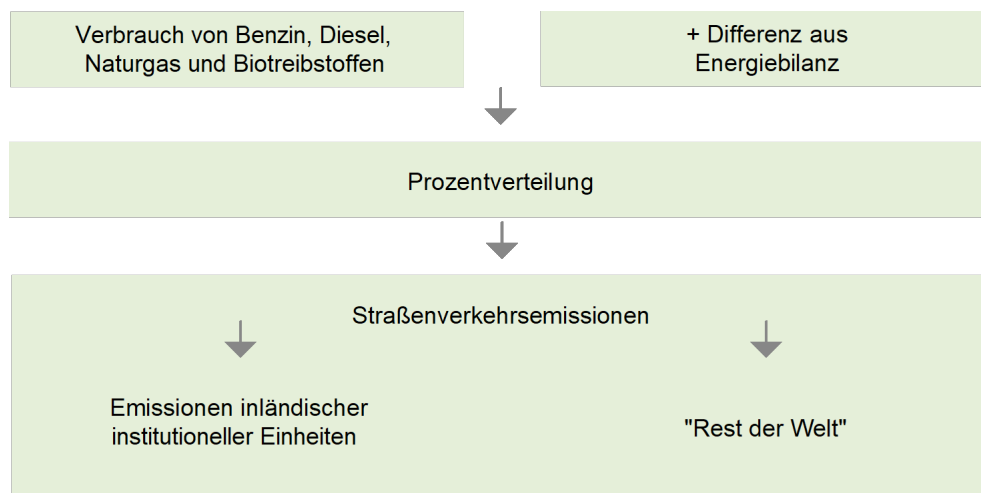 Verbrauch von Benzin, Diesel,
Naturgas und Biotreibstoffen
+ Differenz aus
Energiebilanz
Prozentverteilung
Straßenverkehrsemissionen
Emissionen inländischer
institutioneller Einheiten
"Rest der Welt"